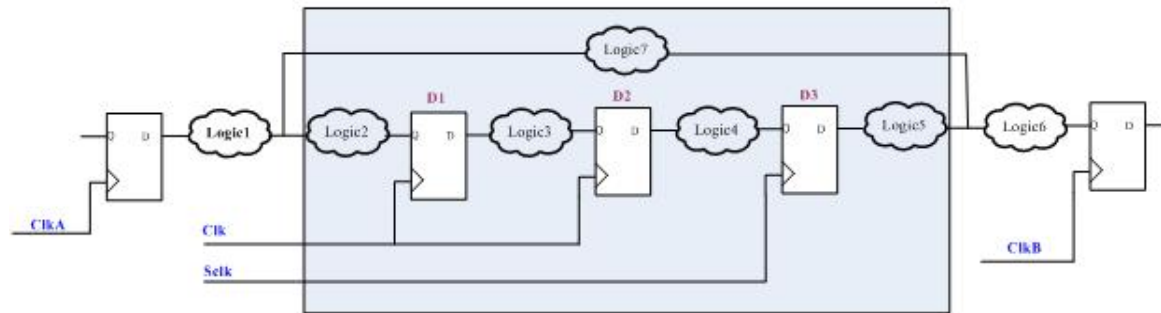 Logic7
D1
D2
D3
Q D
Logic1
Logic2
Q D
Logic3
Q D
Logic4
Q D
Logic5
Logic6
Q D
ClkA
Clk
ClkB
Sclk